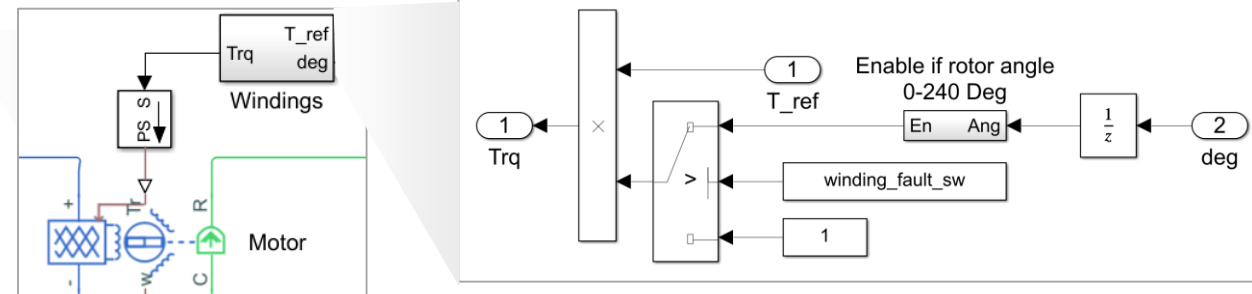 T_ref
Trq
deg
Windings
S
PS
+
Tr
R
Motor
-
w
C
1
T_ref
Enable if rotor angle
0-240 Deg
1
Trq
×
En Ang
1
z
2
deg
>
winding_fault_sw
1